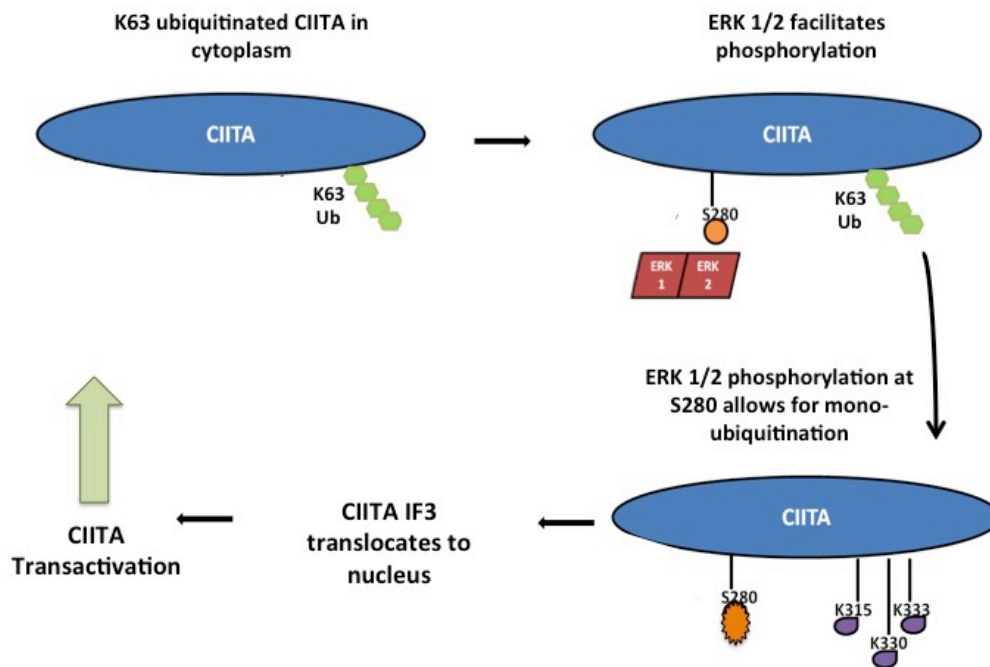 K63 ubiquitinated CIITA in
cytoplasm
CIITA
K63
Ub
ERK 1/2 facilitates
phosphorylation
CIITA
S280
K63
Ub
ERK
1
ERK
2
ERK 1/2 phosphorylation at
S280 allows for mono-
ubiquitination
CIITA
S280
K315
K330
K333
CIITA IF3
translocates to
nucleus
CIITA
Transactivation